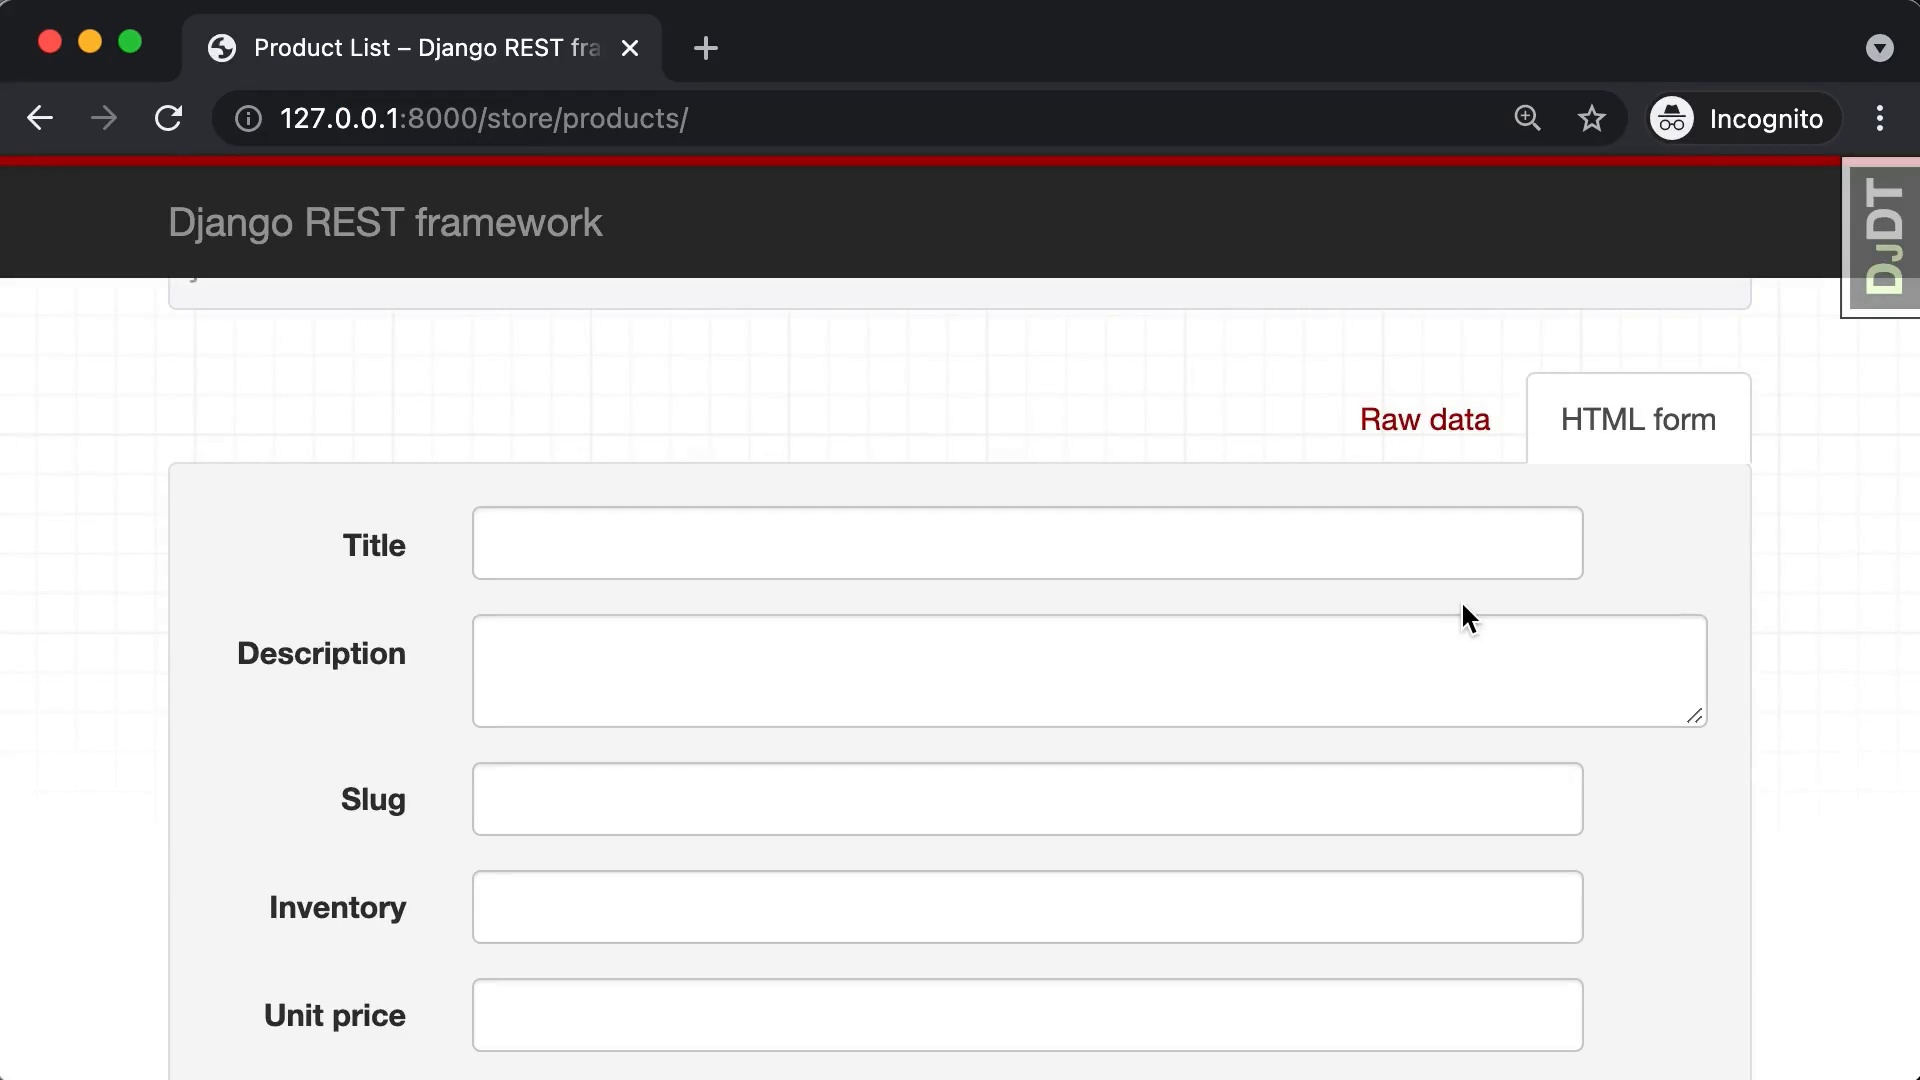 Product List – Django REST fra
127.0.0.1:8000/store/products/
Incognito
Django REST framework
DJDT
Raw data
HTML form
Title
Description
Slug
Inventory
Unit price